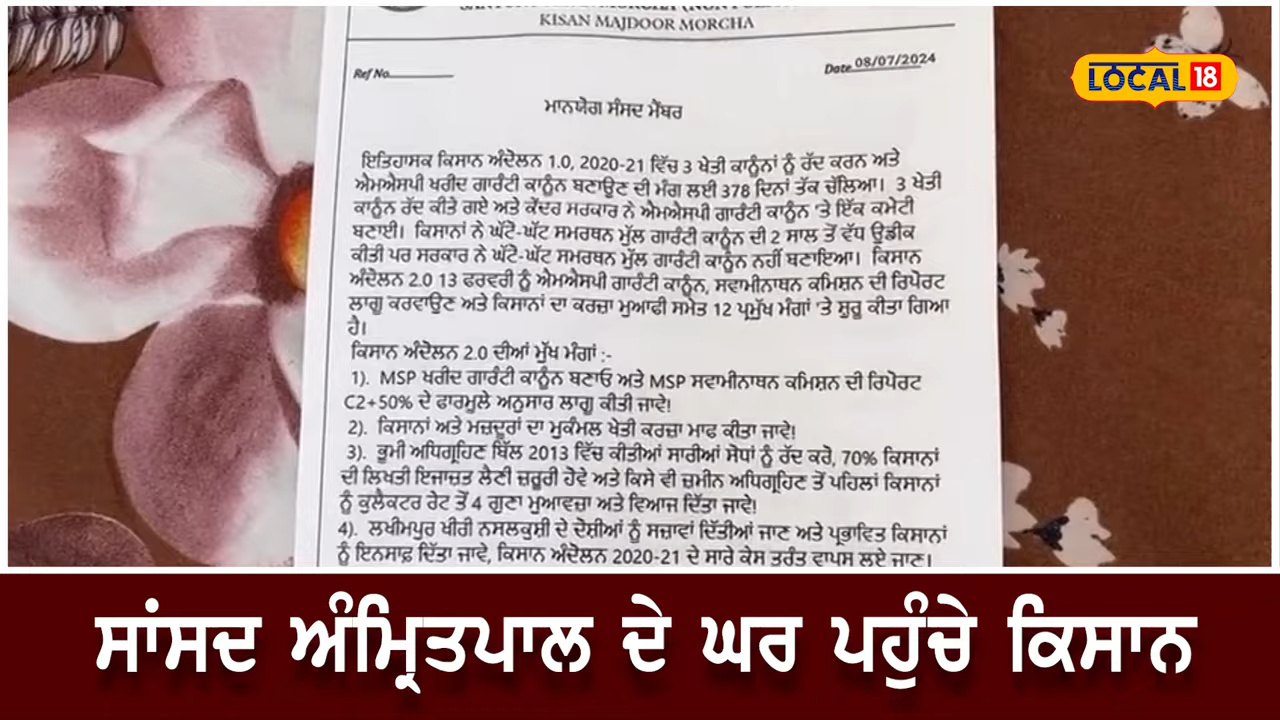 KISAN MAJDOOR MORCHA
Ref No.
Date 08/07/2024
LOCAL 18
ਮਾਨਯੋਗ ਸੰਸਦ ਮੈਂਬਰ
ਇਤਿਹਾਸਕ ਕਿਸਾਨ ਅੰਦੋਲਨ 1.0, 2020-21 ਵਿੱਚ 3 ਖੇਤੀ ਕਾਨੂੰਨਾਂ ਨੂੰ ਰੱਦ ਕਰਨ ਅਤੇ
ਐਮਐਸਪੀ ਖਰੀਦ ਗਾਰੰਟੀ ਕਾਨੂੰਨ ਬਣਾਉਣ ਦੀ ਮੰਗ ਲਈ 378 ਦਿਨਾਂ ਤੱਕ ਚੱਲਿਆ। 3 ਖੇਤੀ
ਕਾਨੂੰਨ ਰੱਦ ਕੀਤੇ ਗਏ ਅਤੇ ਕੇਂਦਰ ਸਰਕਾਰ ਨੇ ਐਮਐਸਪੀ ਗਾਰੰਟੀ ਕਾਨੂੰਨ 'ਤੇ ਇੱਕ ਕਮੇਟੀ
ਬਣਾਈ। ਕਿਸਾਨਾਂ ਨੇ ਘੱਟੋ-ਘੱਟ ਸਮਰਥਨ ਮੁੱਲ ਗਾਰੰਟੀ ਕਾਨੂੰਨ ਦੀ 2 ਸਾਲ ਤੋਂ ਵੱਧ ਉਡੀਕ
ਕੀਤੀ ਪਰ ਸਰਕਾਰ ਨੇ ਘੱਟੋ-ਘੱਟ ਸਮਰਥਨ ਮੁੱਲ ਗਾਰੰਟੀ ਕਾਨੂੰਨ ਨਹੀਂ ਬਣਾਇਆ। ਕਿਸਾਨ
ਅੰਦੋਲਨ 2.0 13 ਫਰਵਰੀ ਨੂੰ ਐਮਐਸਪੀ ਗਾਰੰਟੀ ਕਾਨੂੰਨ, ਸਵਾਮੀਨਾਥਨ ਕਮਿਸ਼ਨ ਦੀ ਰਿਪੋਰਟ
ਲਾਗੂ ਕਰਵਾਉਣ ਅਤੇ ਕਿਸਾਨਾਂ ਦਾ ਕਰਜ਼ਾ ਮੁਆਫੀ ਸਮੇਤ 12 ਪ੍ਰਮੁੱਖ ਮੰਗਾਂ 'ਤੇ ਸ਼ੁਰੂ ਕੀਤਾ ਗਿਆ
ਹੈ।
ਕਿਸਾਨ ਅੰਦੋਲਨ 2.0 ਦੀਆਂ ਮੁੱਖ ਮੰਗਾਂ :-
1). MSP ਖਰੀਦ ਗਾਰੰਟੀ ਕਾਨੂੰਨ ਬਣਾਓ ਅਤੇ MSP ਸਵਾਮੀਨਾਥਨ ਕਮਿਸ਼ਨ ਦੀ ਰਿਪੋਰਟ
C2+50% ਦੇ ਫਾਰਮੂਲੇ ਅਨੁਸਾਰ ਲਾਗੂ ਕੀਤੀ ਜਾਵੇ!
2). ਕਿਸਾਨਾਂ ਅਤੇ ਮਜ਼ਦੂਰਾਂ ਦਾ ਮੁਕੰਮਲ ਖੇਤੀ ਕਰਜ਼ਾ ਮਾਫ ਕੀਤਾ ਜਾਵੇ!
3). ਭੂਮੀ ਅਧਿਗ੍ਰਹਿਣ ਬਿੱਲ 2013 ਵਿੱਚ ਕੀਤੀਆਂ ਸਾਰੀਆਂ ਸੋਧਾਂ ਨੂੰ ਰੱਦ ਕਰੋ, 70% ਕਿਸਾਨਾਂ
ਦੀ ਲਿਖਤੀ ਇਜਾਜ਼ਤ ਲੈਣੀ ਜ਼ਰੂਰੀ ਹੋਵੇ ਅਤੇ ਕਿਸੇ ਵੀ ਜ਼ਮੀਨ ਅਧਿਗ੍ਰਹਿਣ ਤੋਂ ਪਹਿਲਾਂ ਕਿਸਾਨਾਂ
ਨੂੰ ਕੁਲੈਕਟਰ ਰੇਟ ਤੋਂ 4 ਗੁਣਾ ਮੁਆਵਜ਼ਾ ਅਤੇ ਵਿਆਜ ਦਿੱਤਾ ਜਾਵੇ!
4). ਲਖੀਮਪੁਰ ਖੀਰੀ ਨਸਲਕੁਸ਼ੀ ਦੇ ਦੋਸ਼ੀਆਂ ਨੂੰ ਸਜ਼ਾਵਾਂ ਦਿੱਤੀਆਂ ਜਾਣ ਅਤੇ ਪ੍ਰਭਾਵਿਤ ਕਿਸਾਨਾਂ
ਨੂੰ ਇਨਸਾਫ਼ ਦਿੱਤਾ ਜਾਵੇ, ਕਿਸਾਨ ਅੰਦੋਲਨ 2020-21 ਦੇ ਸਾਰੇ ਕੇਸ ਤੁਰੰਤ ਵਾਪਸ ਲਏ ਜਾਣ।
ਸਾਂਸਦ ਅੰਮ੍ਰਿਤਪਾਲ ਦੇ ਘਰ ਪਹੁੰਚੇ ਕਿਸਾਨ